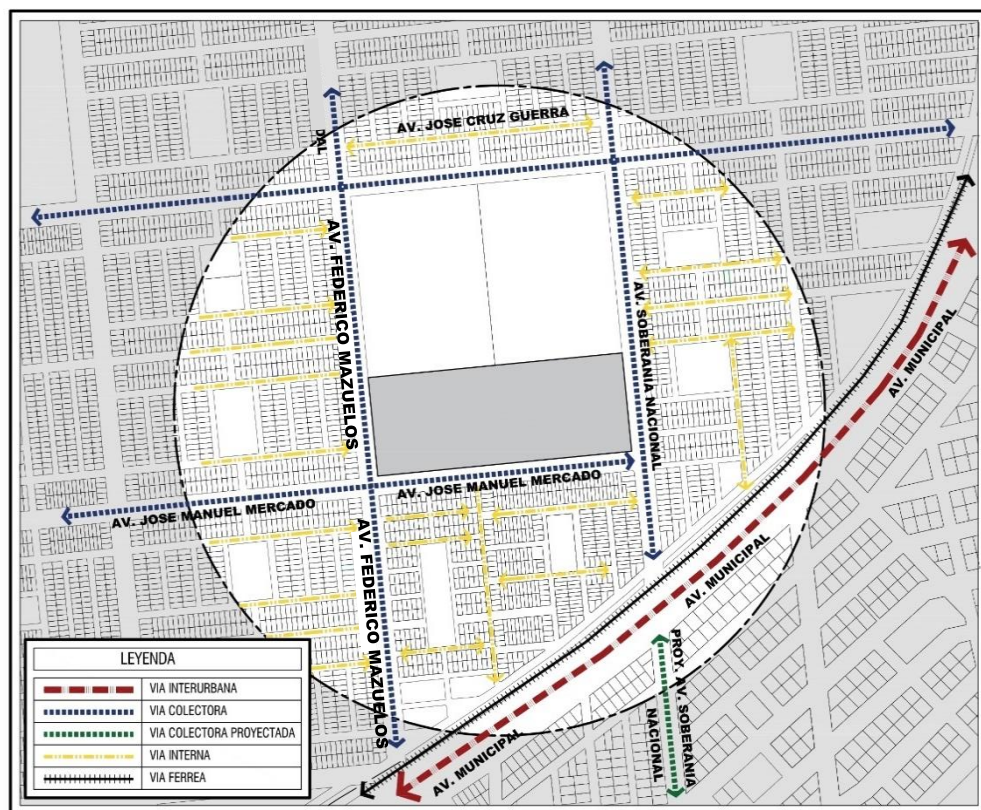 AV. JOSE CRUZ GUERRA
DAL
AV. FEDERICO MAZUELOS
AV. SOBERANIA NACIONAL
AV. MUNICIPAL
AV. JOSE MANUEL MERCADO
AV. JOSE MANUEL MERCADO
AV. FEDERICO MAZUELOS
AV. MUNICIPAL
PROY. AV. SOBERANIA
NACIONAL
AV. MUNICIPAL
LEYENDA
VIA INTERURBANA
VIA COLECTORA
VIA COLECTORA PROYECTADA
VIA INTERNA
VIA FERREA